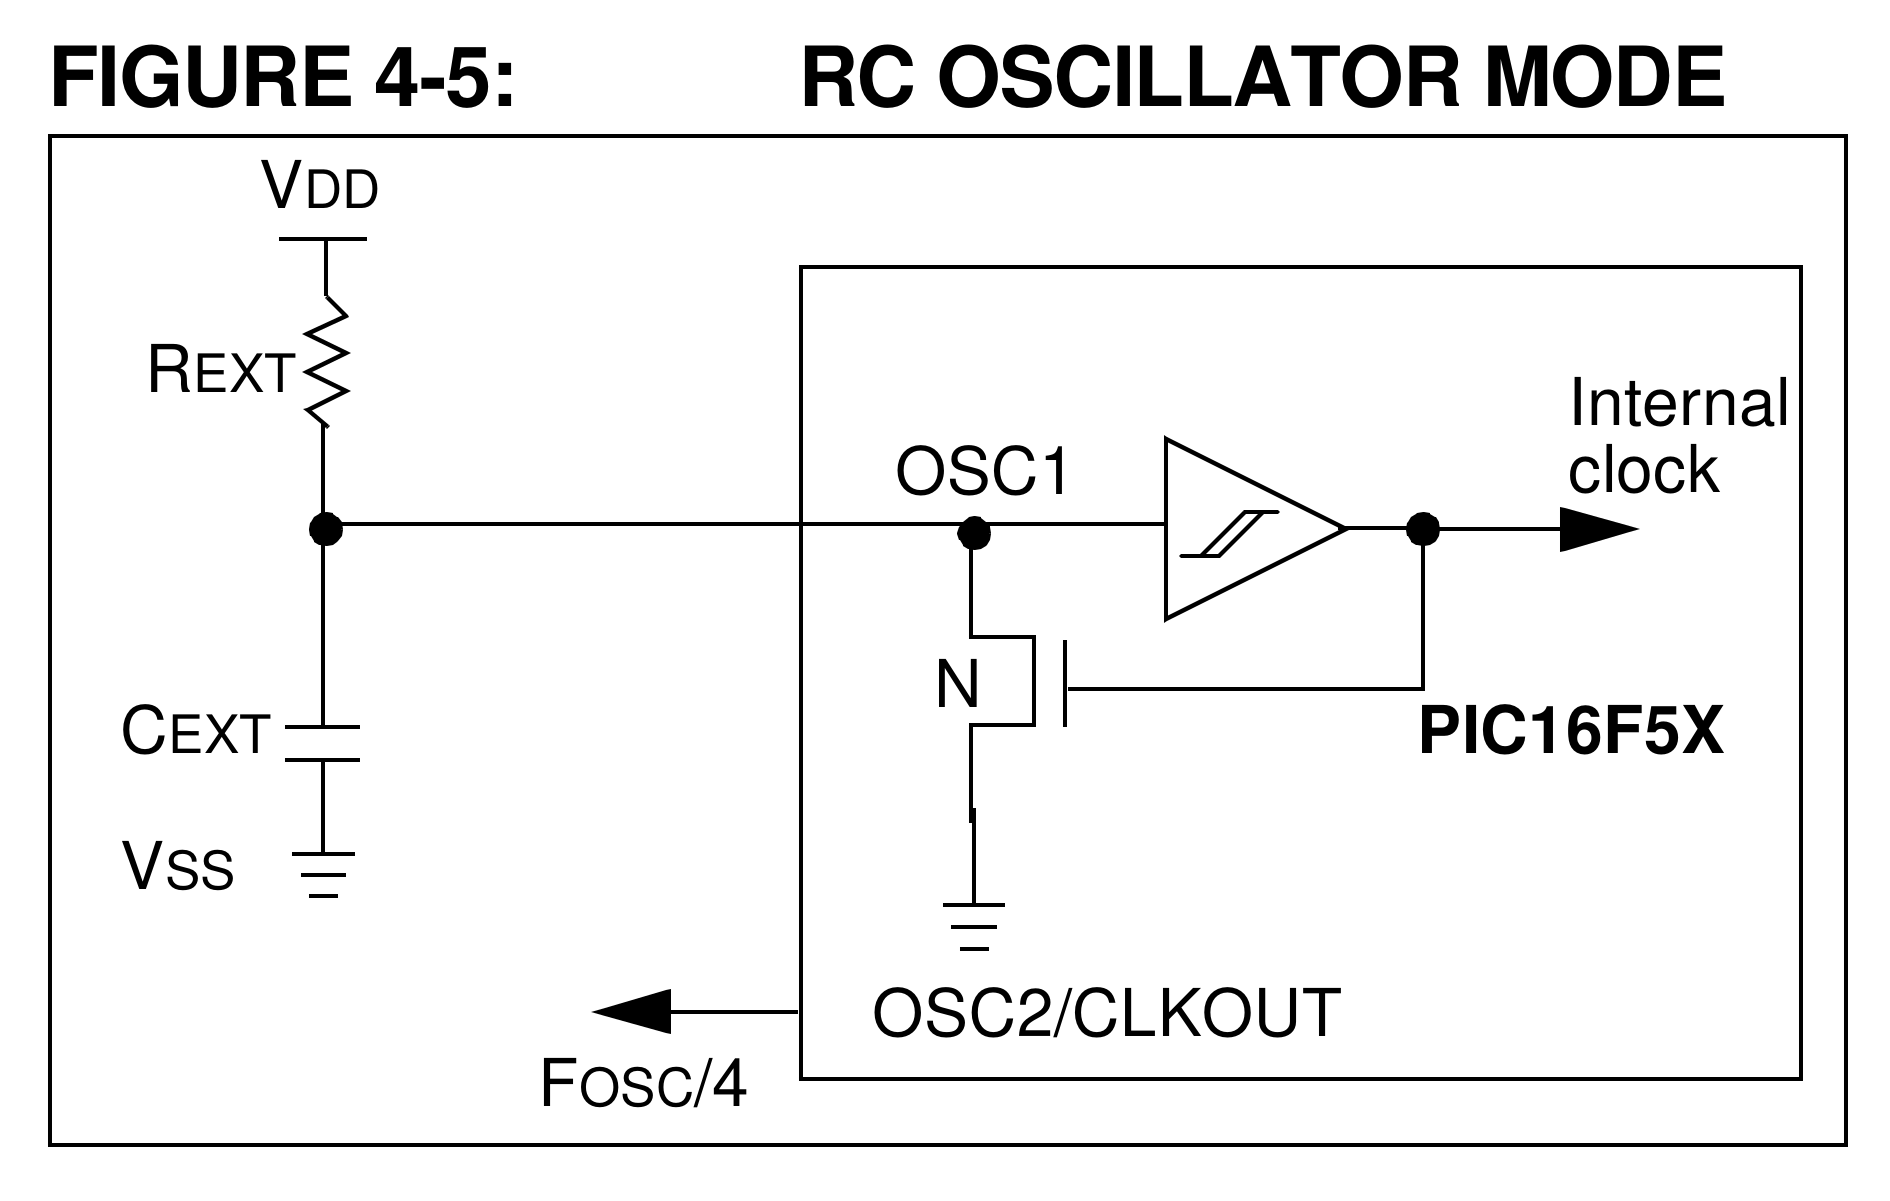 FIGURE 4-5: RC OSCILLATOR MODE
VDD
REXT
Internal
clock
OSC1
N
CEXT
PIC16F5X
VSS
OSC2/CLKOUT
FOSC/4